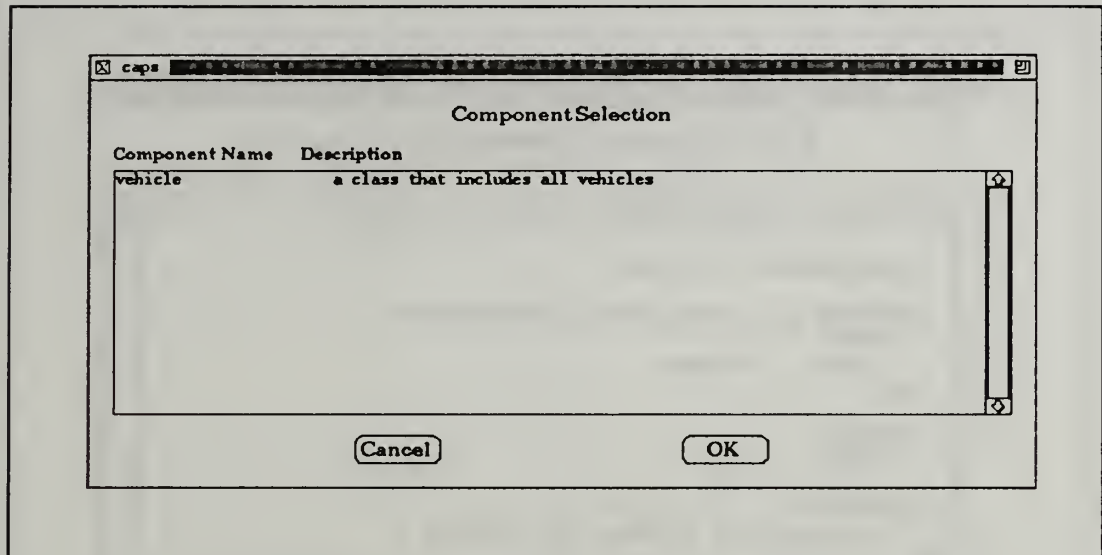 caps
Component Selection
Component Name Description
vehicle a class that includes all vehicles
Cancel OK